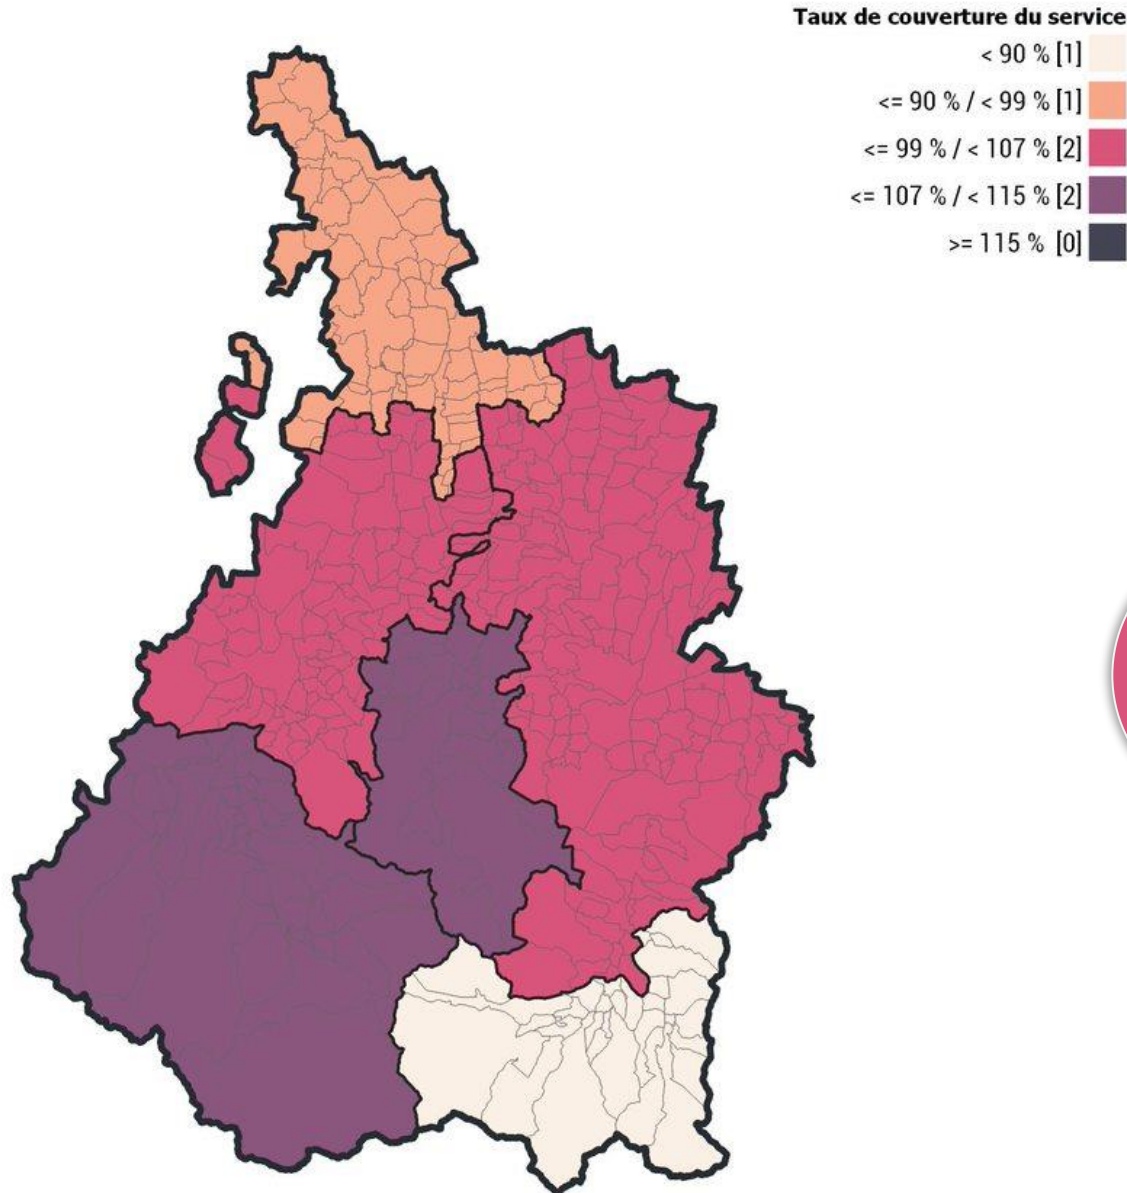 Taux de couverture du service
< 90 % [1]
<= 90 % / < 99 % [1]
<= 99 % / < 107 % [2]
<= 107 % / < 115 % [2]
>= 115 % [0]